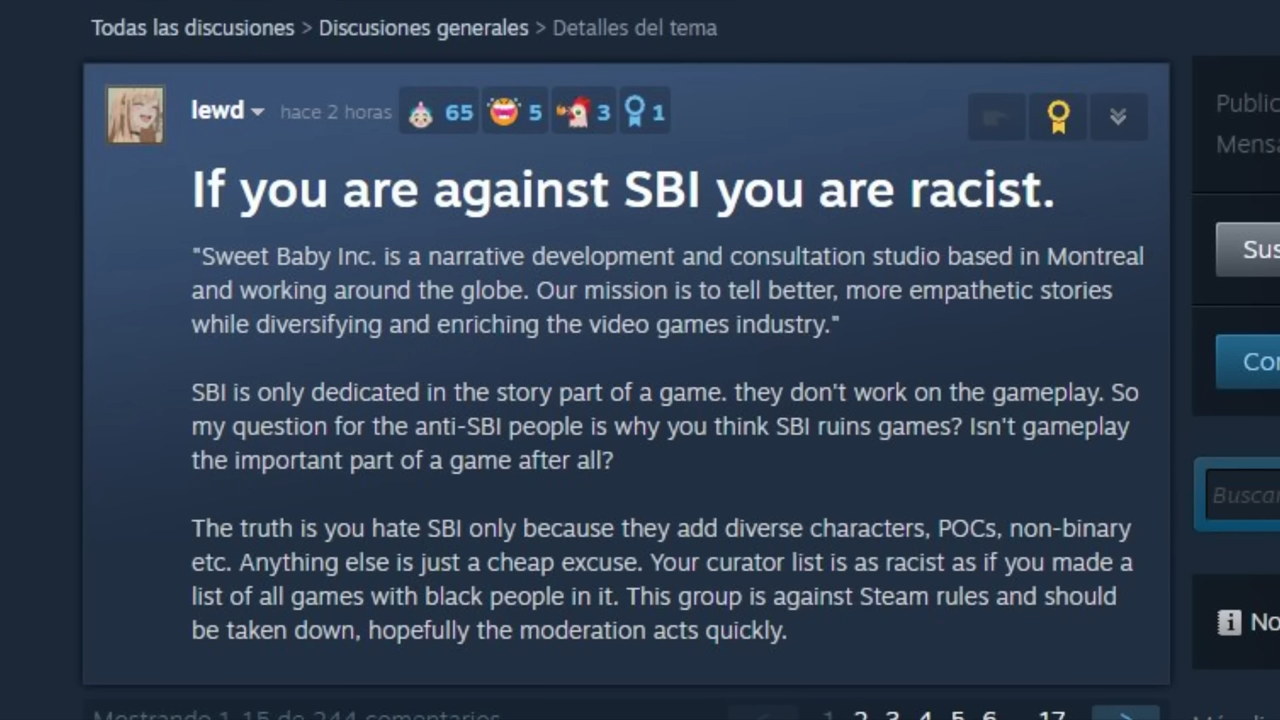 Todas las discusiones > Discusiones generales > Detalles del tema
lewd hace 2 horas 65 5 3 1
If you are against SBI you are racist.
"Sweet Baby Inc. is a narrative development and consultation studio based in Montreal
and working around the globe. Our mission is to tell better, more empathetic stories
while diversifying and enriching the video games industry."
SBI is only dedicated in the story part of a game. they don't work on the gameplay. So
my question for the anti-SBI people is why you think SBI ruins games? Isn't gameplay
the important part of a game after all?
The truth is you hate SBI only because they add diverse characters, POCs, non-binary
etc. Anything else is just a cheap excuse. Your curator list is as racist as if you made a
list of all games with black people in it. This group is against Steam rules and should
be taken down, hopefully the moderation acts quickly.
Mostrando 1-15 de 244 comentarios
< 1 2 3 4 5 6 ... 17 >
Public
Mensa
Sus
Con
Buscar
No